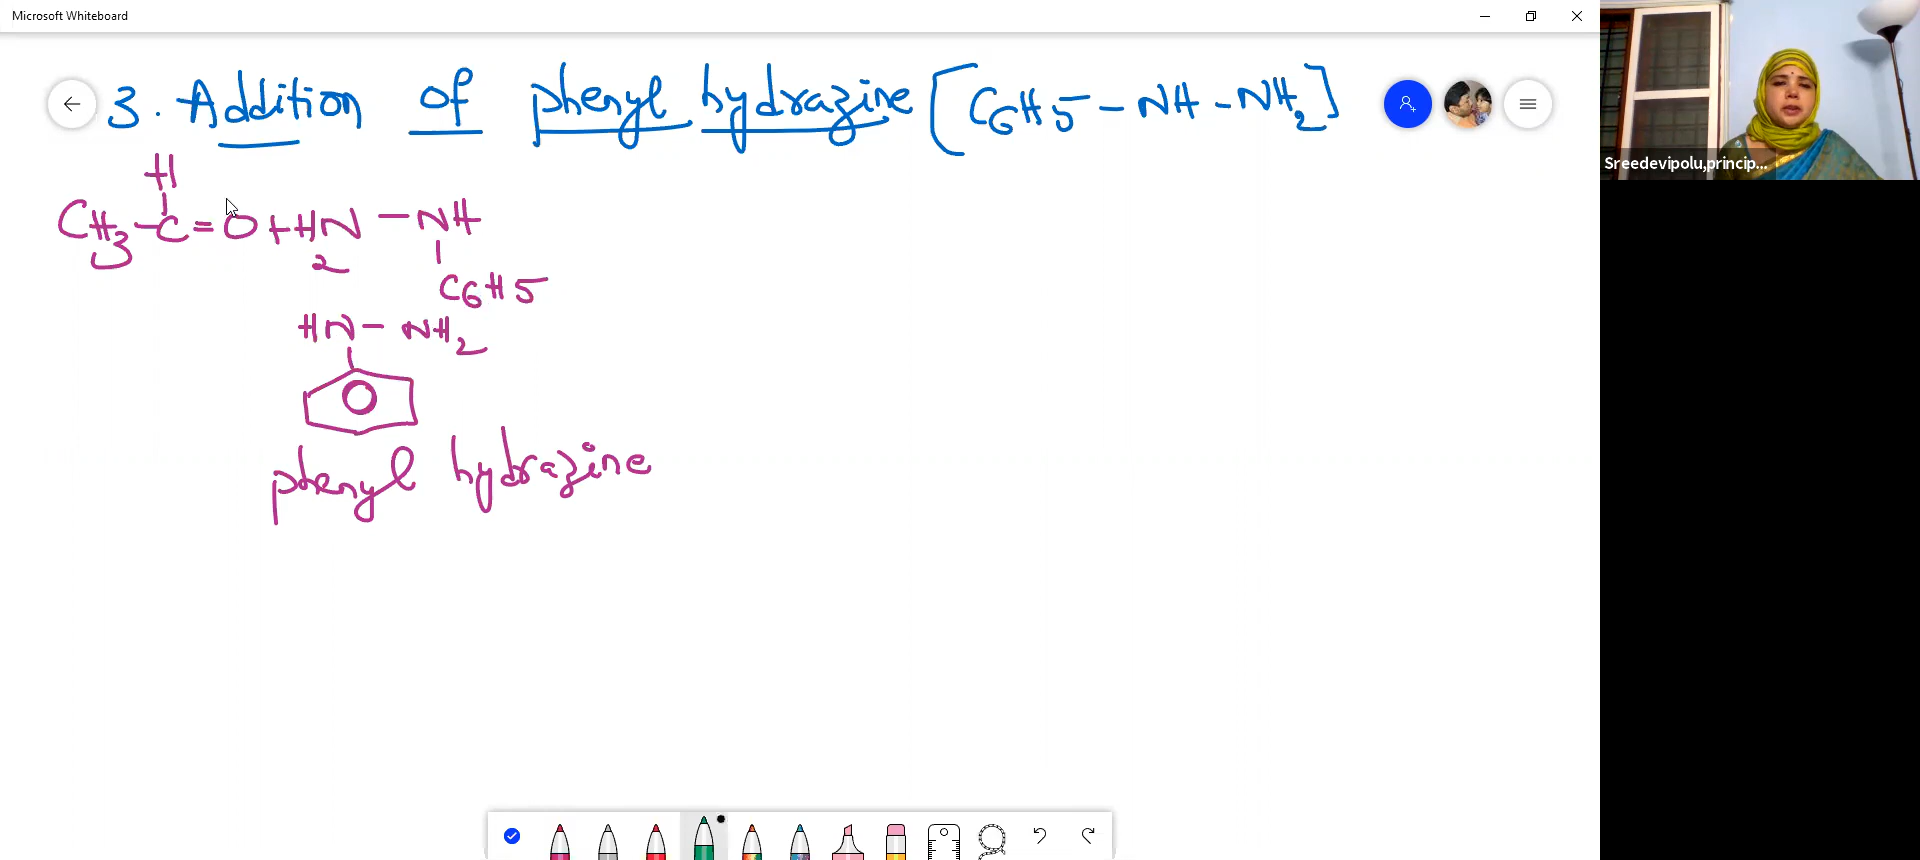 Microsoft Whiteboard
3. Addition of phenyl hydrazine [C6H5 - NH - NH2]
H
CH3 - C = O + H2N - NH
C6H5
HN - NH2
phenyl hydrazine
Sreedevipolu,princip...